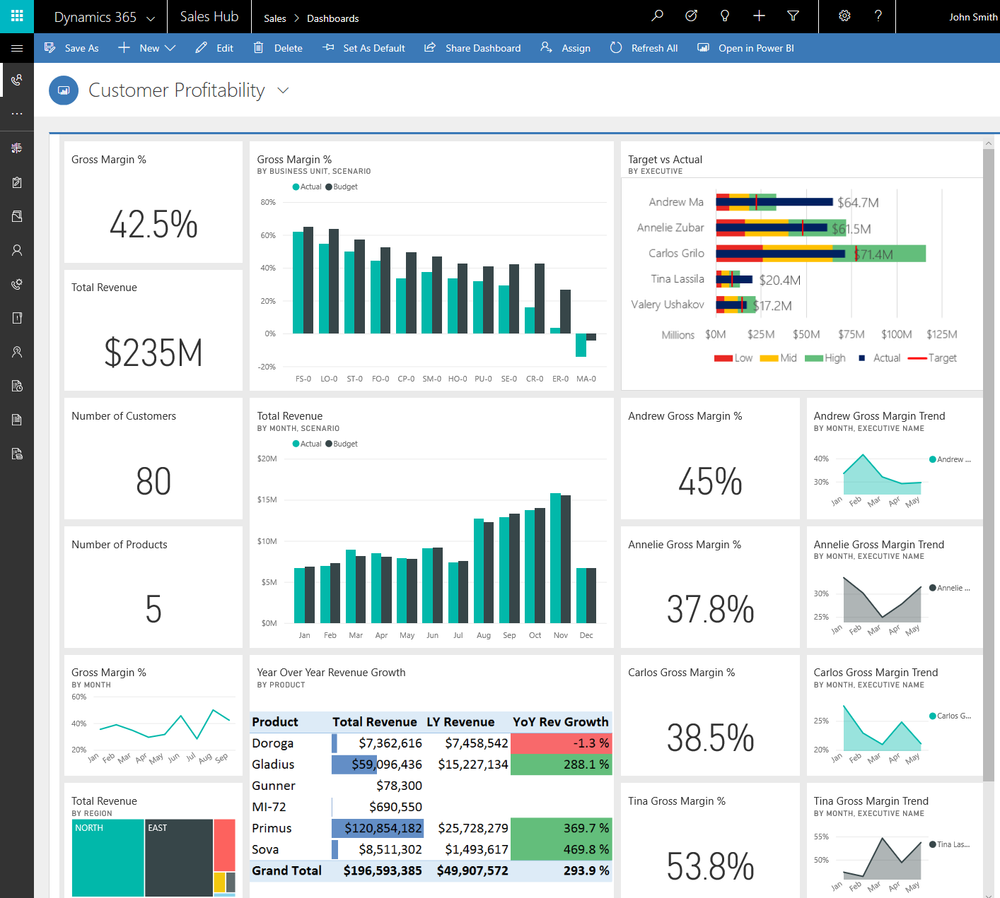 Dynamics 365
Sales Hub
Sales > Dashboards
John Smith
Save As
New
Edit
Delete
Set As Default
Share Dashboard
Assign
Refresh All
Open in Power BI
Customer Profitability
Gross Margin %
42.5%
Total Revenue
$235M
Number of Customers
80
Number of Products
5
Gross Margin %
BY MONTH
60%
40%
20%
Jan Feb Mar Apr May Jun Jul Aug Sep
Total Revenue
BY REGION
NORTH
EAST
Gross Margin %
BY BUSINESS UNIT, SCENARIO
Actual Budget
80%
60%
40%
20%
0%
-20%
FS-0 LO-0 ST-0 FO-0 CP-0 SM-0 HO-0 PU-0 SE-0 CR-0 ER-0 MA-0
Total Revenue
BY MONTH, SCENARIO
Actual Budget
$20M
$15M
$10M
$5M
$0M
Jan Feb Mar Apr May Jun Jul Aug Sep Oct Nov Dec
Year Over Year Revenue Growth
BY PRODUCT
Product Total Revenue LY Revenue YoY Rev Growth
Doroga $7,362,616 $7,458,542 -1.3 %
Gladius $59,096,436 $15,227,134 288.1 %
Gunner $78,300
MI-72 $690,550
Primus $120,854,182 $25,728,279 369.7 %
Sova $8,511,302 $1,493,617 469.8 %
Grand Total $196,593,385 $49,907,572 293.9 %
Target vs Actual
BY EXECUTIVE
Andrew Ma $64.7M
Annelie Zubar $61.5M
Carlos Grilo $71.4M
Tina Lassila $20.4M
Valery Ushakov $17.2M
Millions $0M $25M $50M $75M $100M $125M
Low Mid High Actual Target
Andrew Gross Margin %
45%
Andrew Gross Margin Trend
BY MONTH, EXECUTIVE NAME
Andrew ...
40%
30%
Jan Feb Mar Apr May
Annelie Gross Margin %
37.8%
Annelie Gross Margin Trend
BY MONTH, EXECUTIVE NAME
Annelie ...
30%
25%
Jan Feb Mar Apr May
Carlos Gross Margin %
38.5%
Carlos Gross Margin Trend
BY MONTH, EXECUTIVE NAME
Carlos G...
25%
20%
Jan Feb Mar Apr May
Tina Gross Margin %
53.8%
Tina Gross Margin Trend
BY MONTH, EXECUTIVE NAME
Tina Las...
55%
50%
Jan Feb Mar Apr May